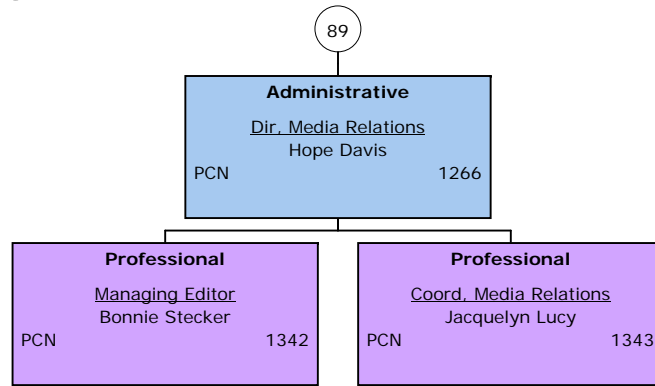 89
Administrative
Dir, Media Relations
Hope Davis
PCN 1266
Professional
Managing Editor
Bonnie Stecker
PCN 1342
Professional
Coord, Media Relations
Jacquelyn Lucy
PCN 1343